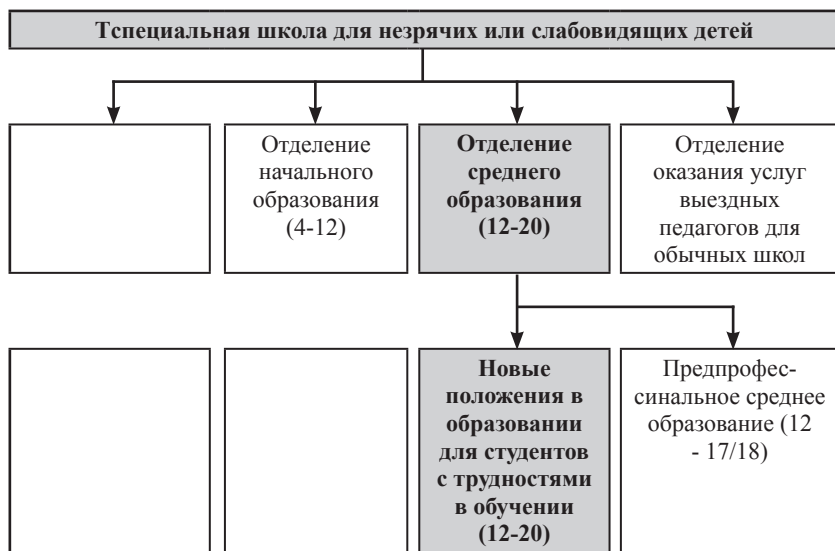 Тспециальная школа для незрячих или слабовидящих детей
Отделение
начального
образования
(4-12)
Отделение
среднего
образования
(12-20)
Отделение
оказания услуг
выездных
педагогов для
обычных школ
Новые
положения в
образовании
для студентов
с трудностями
в обучении
(12-20)
Предпрофес-
синальное среднее
образование (12
- 17/18)